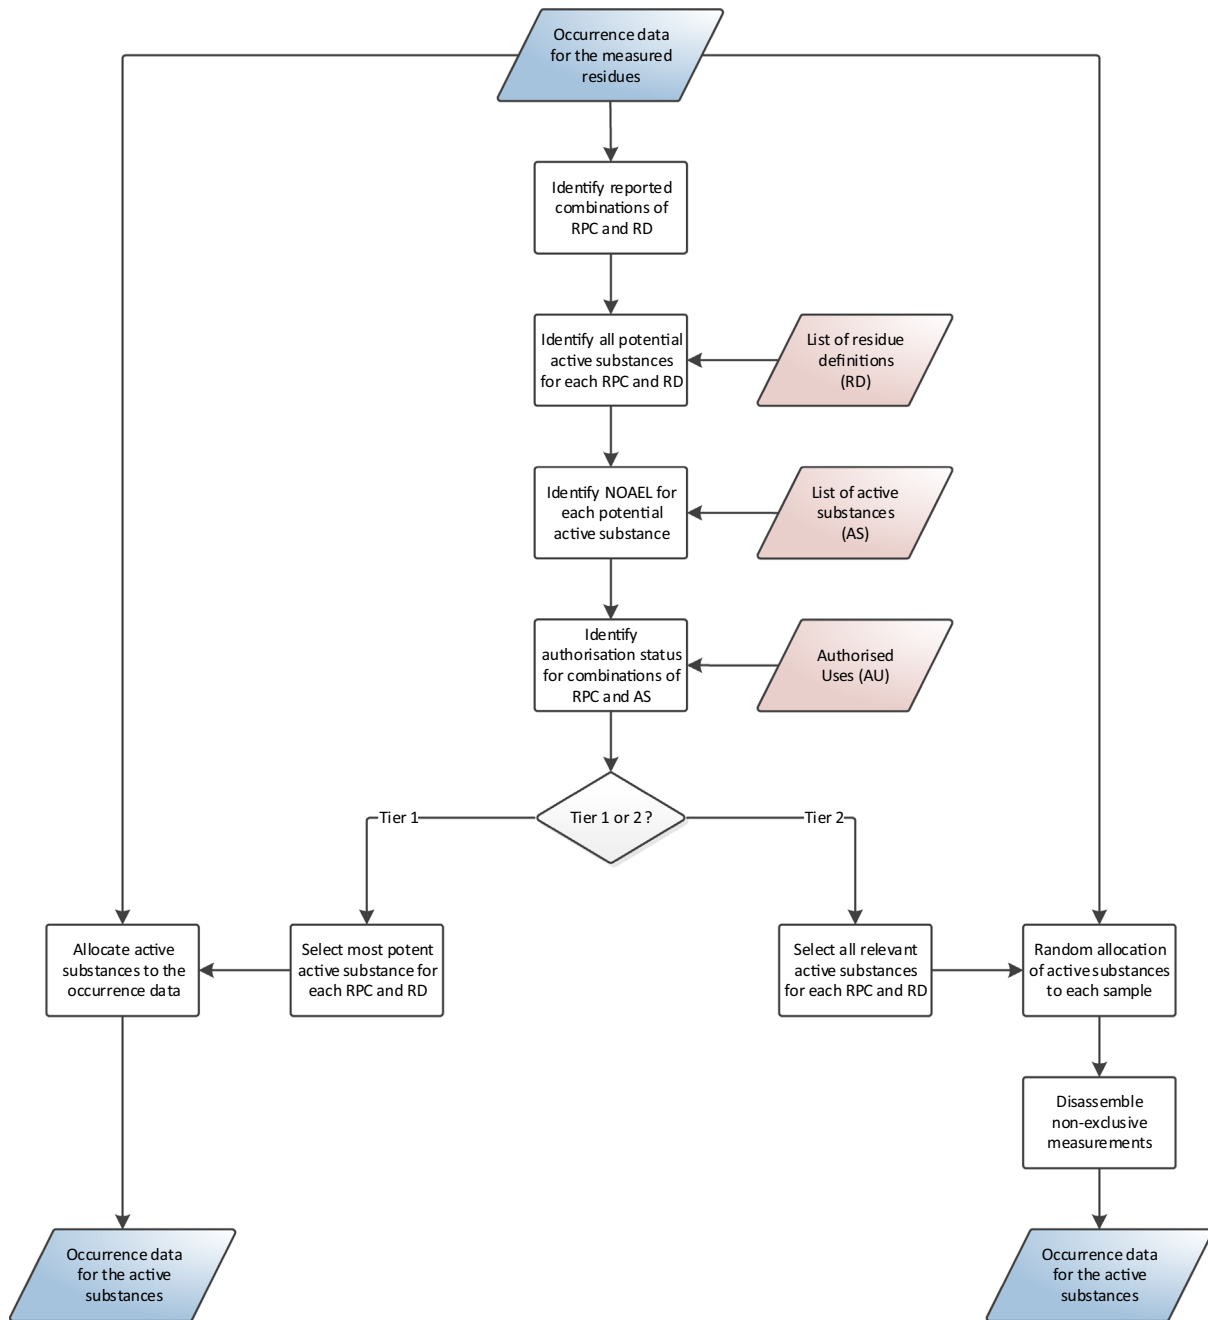 Occurrence data
for the measured
residues
Identify reported
combinations of
RPC and RD
Identify all potential
active substances
for each RPC and RD
List of residue
definitions
(RD)
Identify NOAEL for
each potential
active substance
List of active
substances
(AS)
Identify
authorisation status
for combinations of
RPC and AS
Authorised
Uses (AU)
Tier 1
Tier 1 or 2 ?
Tier 2
Allocate active
substances to the
occurrence data
Select most potent
active substance for
each RPC and RD
Select all relevant
active substances
for each RPC and RD
Random allocation
of active substances
to each sample
Disassemble
non-exclusive
measurements
Occurrence data
for the active
substances
Occurrence data
for the active
substances